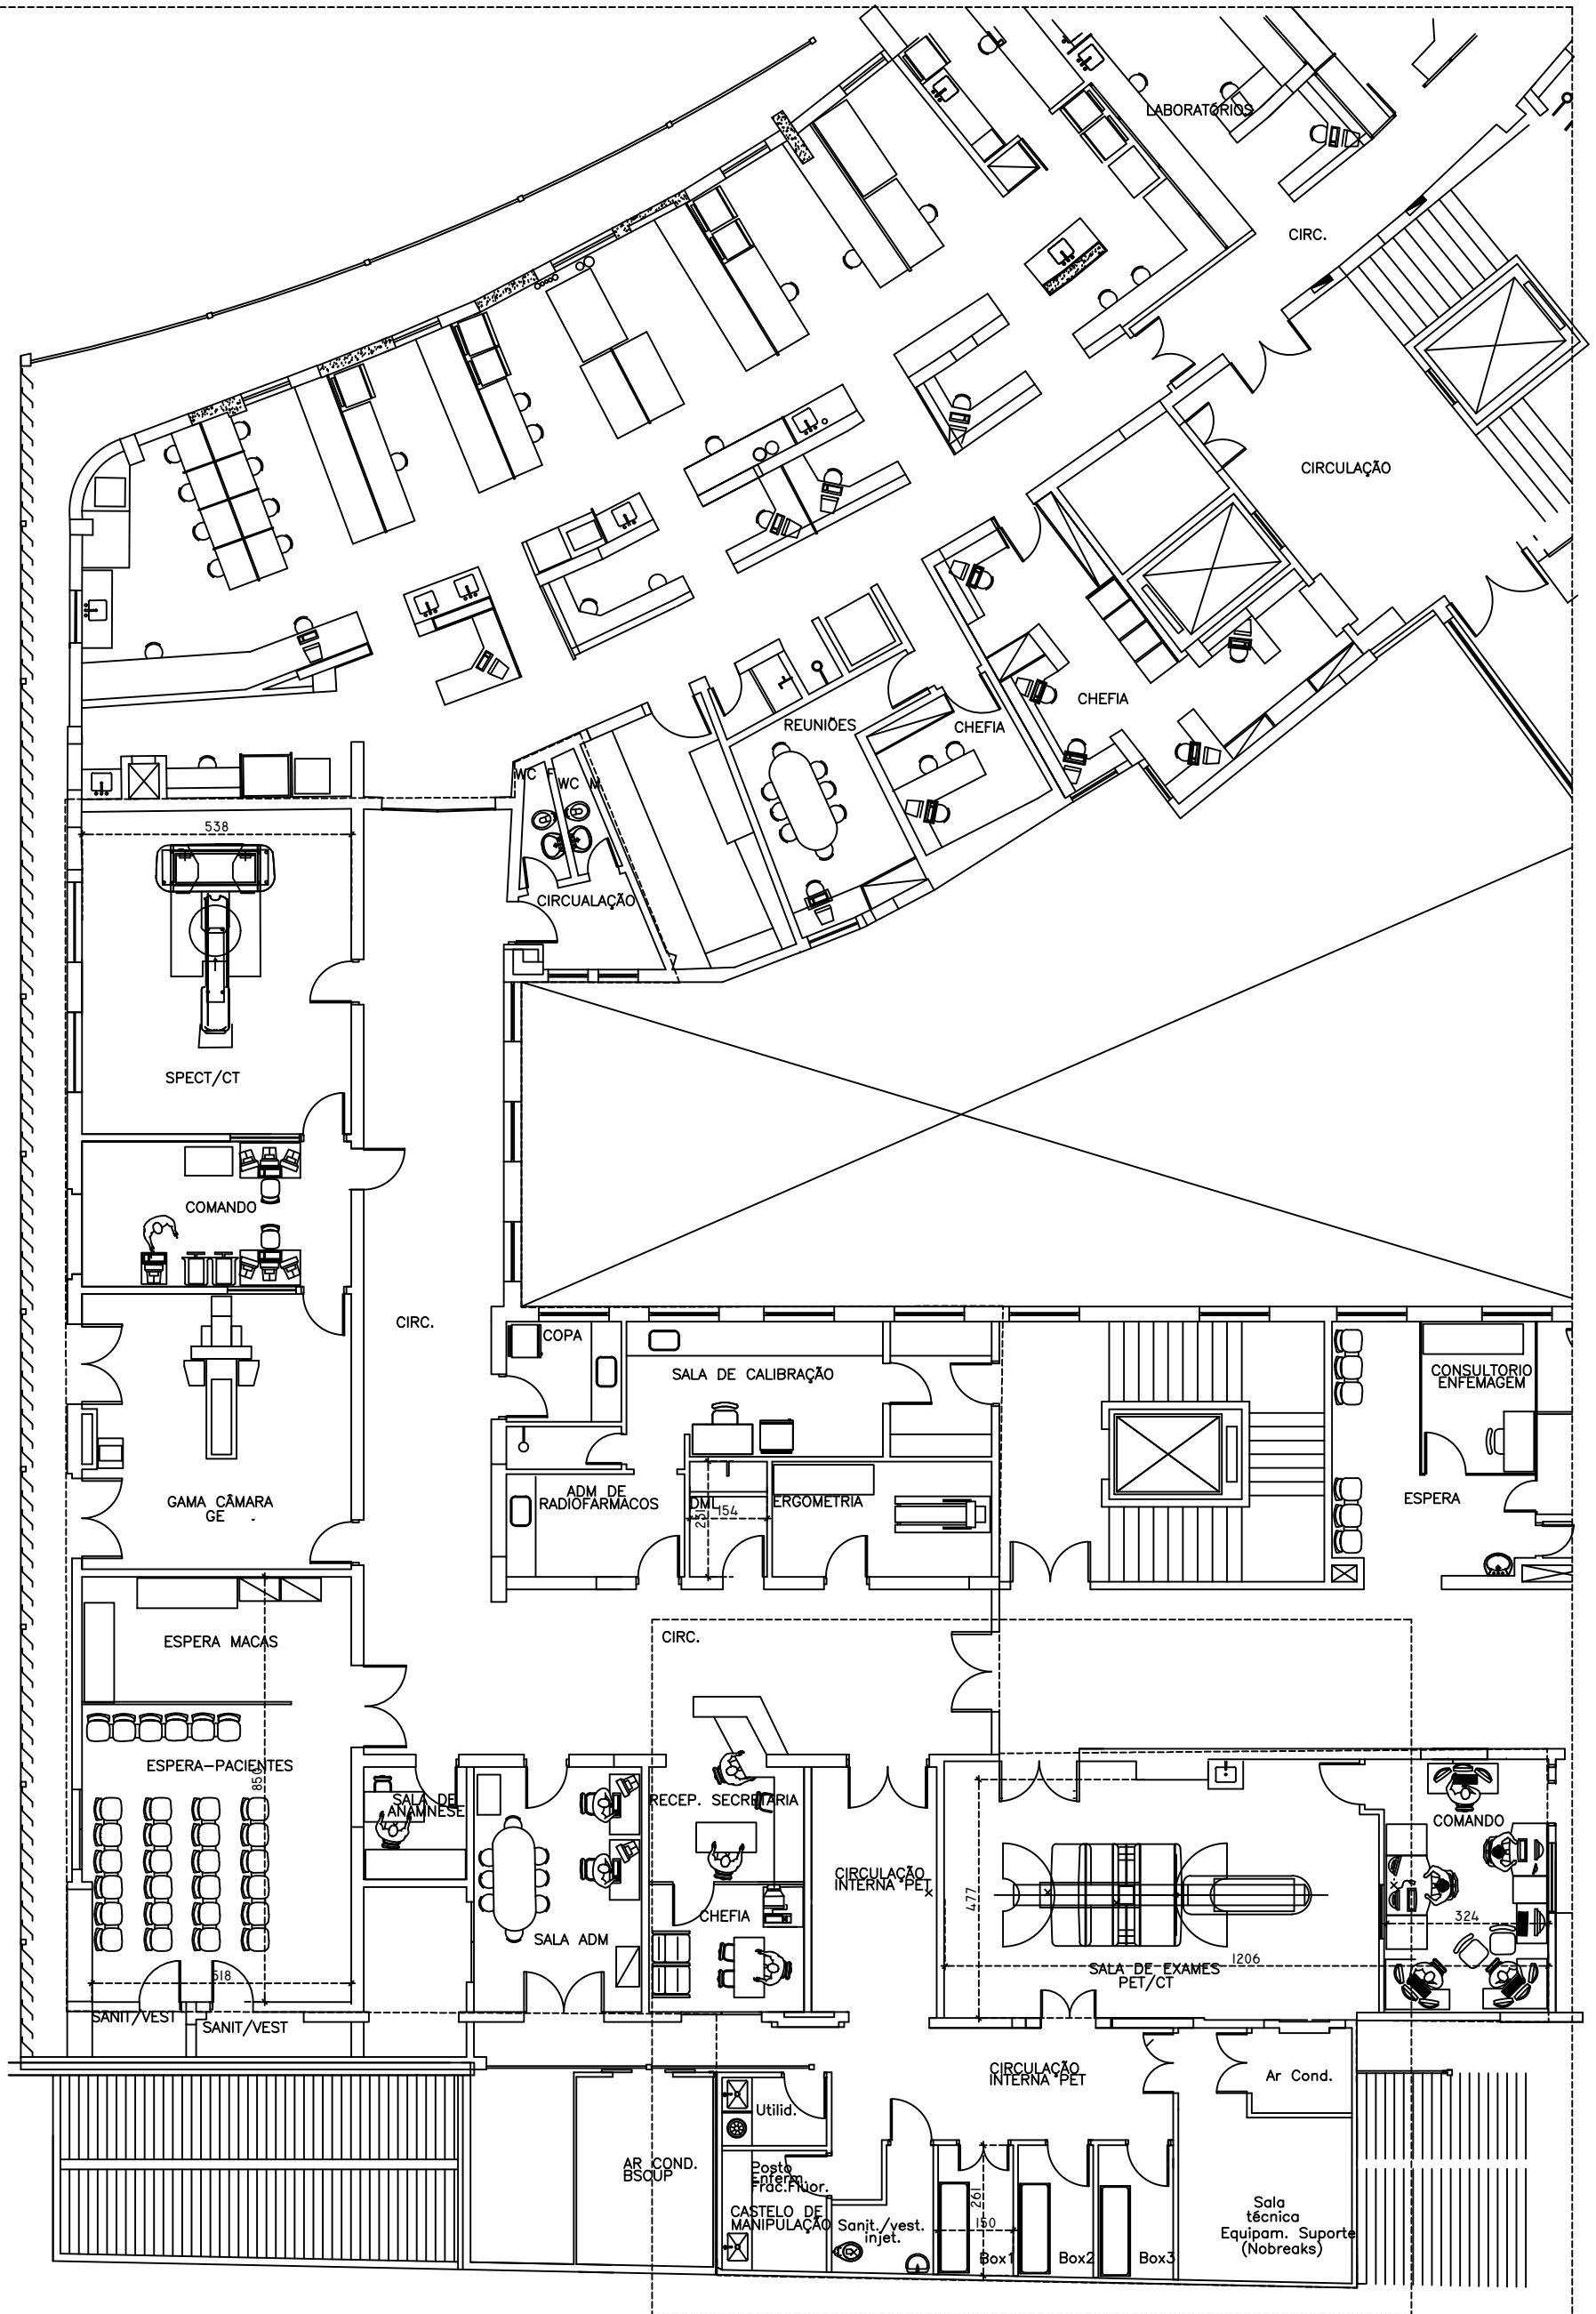 LABORATÓRIOS
CIRC.
CIRCULAÇÃO
CHEFIA
REUNIÕES
CHEFIA
WC F
WC M
538
CIRCUALAÇÃO
SPECT/CT
COMANDO
CIRC.
COPA
SALA DE CALIBRAÇÃO
CONSULTORIO
ENFEMAGEM
GAMA CÂMARA
GE -
ADM DE
RADIOFARMACOS
DML
ERGOMETRIA
154
251
ESPERA
ESPERA MACAS
CIRC.
ESPERA-PACIENTES
850
SALA DE
ANAMNESE
RECEP. SECRETARIA
COMANDO
CIRCULAÇÃO
INTERNA PET
477
CHEFIA
SALA ADM
324
1206
SALA DE EXAMES
PET/CT
518
SANIT/VEST
SANIT/VEST
CIRCULAÇÃO
INTERNA PET
Ar Cond.
Utilid.
AR COND.
BSCUP
Posto
Enferm.
Frac.Flúor.
CASTELO DE
MANIPULAÇÃO
Sanit./vest.
injet.
261
150
Box1
Box2
Box3
Sala
técnica
Equipam. Suporte
(Nobreaks)